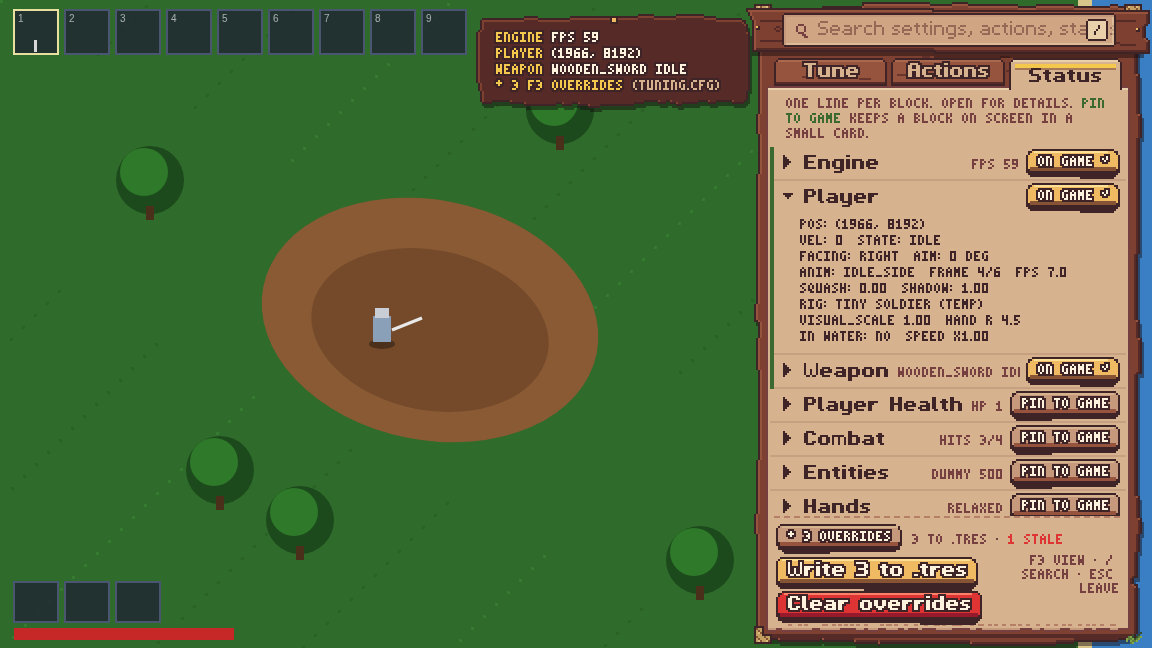 1 2 3 4 5 6 7 8 9
ENGINE FPS 59
PLAYER (1966, 8192)
WEAPON WOODEN_SWORD IDLE
+ 3 F3 OVERRIDES (TUNING.CFG)
Search settings, actions, sta /
Tune Actions Status
ONE LINE PER BLOCK. OPEN FOR DETAILS. PIN
TO GAME KEEPS A BLOCK ON SCREEN IN A
SMALL CARD.
Engine FPS 59 ON GAME
Player ON GAME
POS: (1966, 8192)
VEL: 0 STATE: IDLE
FACING: RIGHT AIM: 0 DEG
ANIM: IDLE_SIDE FRAME 4/6 FPS 7.0
SQUASH: 0.00 SHADOW: 1.00
RIG: TINY SOLDIER (TEMP)
VISUAL_SCALE 1.00 HAND R 4.5
IN WATER: NO SPEED X1.00
Weapon WOODEN_SWORD IDL ON GAME
Player Health HP 1 PIN TO GAME
Combat HITS 3/4 PIN TO GAME
Entities DUMMY 500 PIN TO GAME
Hands RELAXED PIN TO GAME
+ 3 OVERRIDES 3 TO .TRES · 1 STALE
Write 3 to .tres
Clear overrides
F3 VIEW · /
SEARCH · ESC
LEAVE